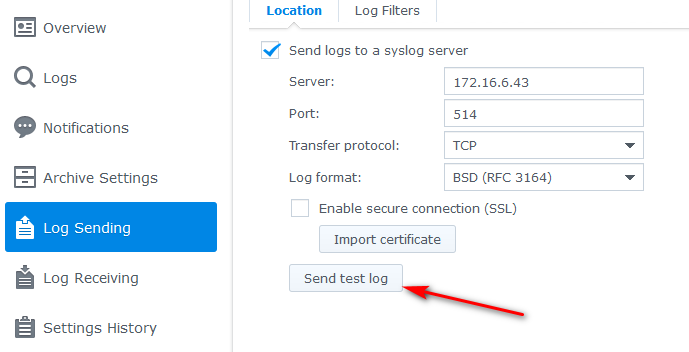 Overview
Logs
Notifications
Archive Settings
Log Sending
Log Receiving
Settings History
Location
Log Filters
Send logs to a syslog server
Server: 172.16.6.43
Port: 514
Transfer protocol: TCP
Log format: BSD (RFC 3164)
Enable secure connection (SSL)
Import certificate
Send test log